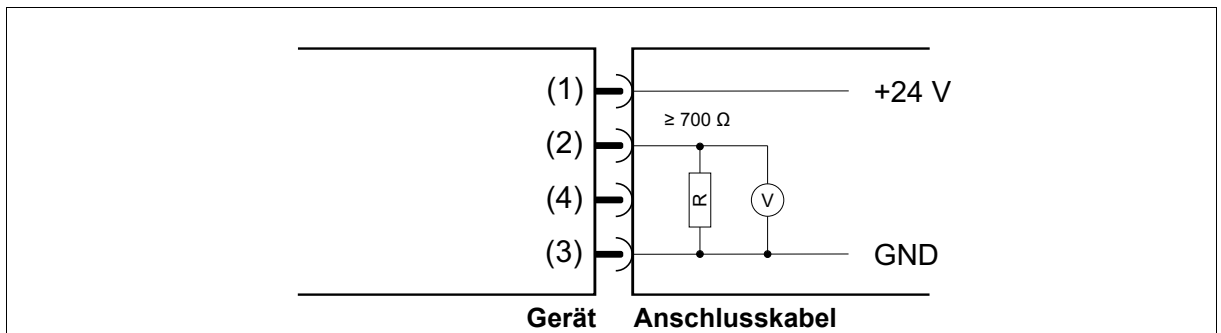 (1) +24 V
≥ 700 Ω
(2)
(4) R V
(3) GND
Gerät Anschlusskabel